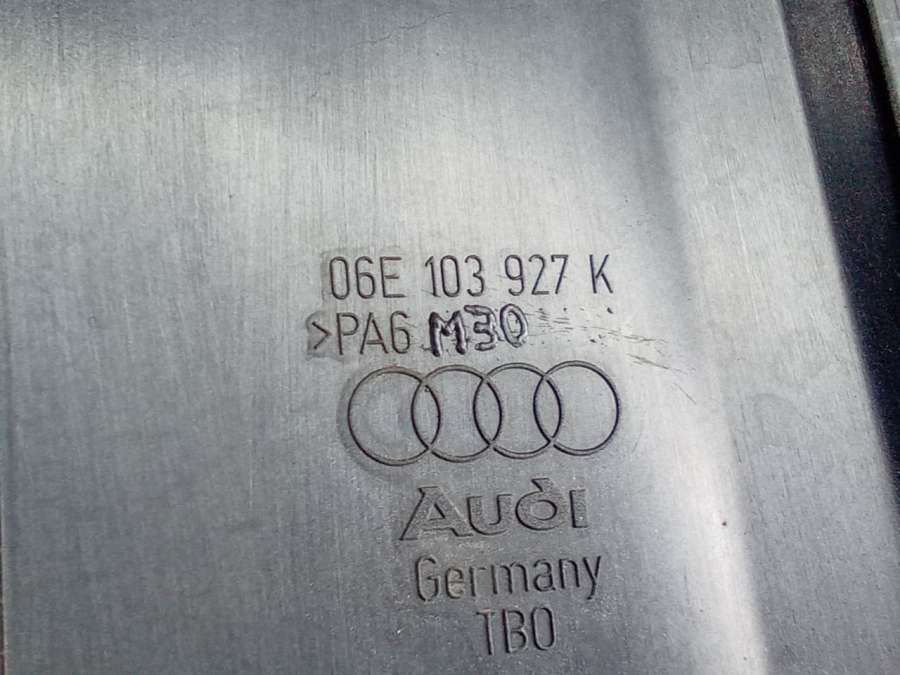 06E 103 927 K
>PA6 M30
Audi
Germany
TBO